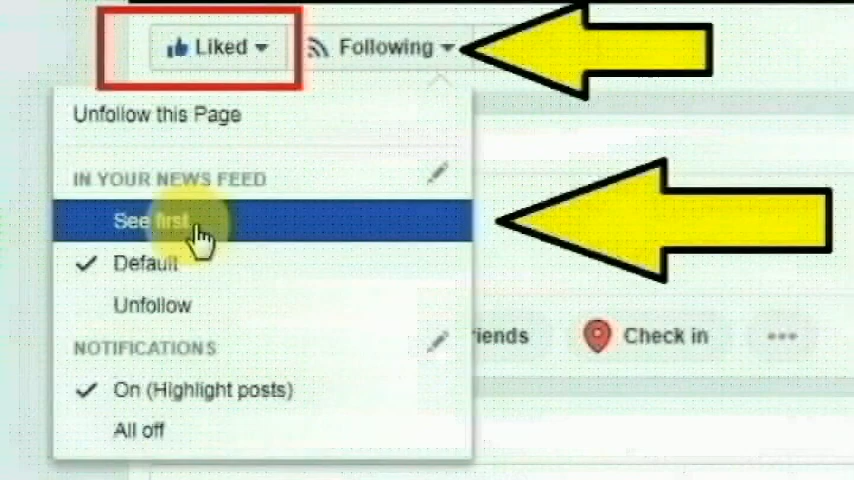 Liked
Following
Unfollow this Page
IN YOUR NEWS FEED
See first
Default
Unfollow
NOTIFICATIONS
riends
Check in
On (Highlight posts)
All off